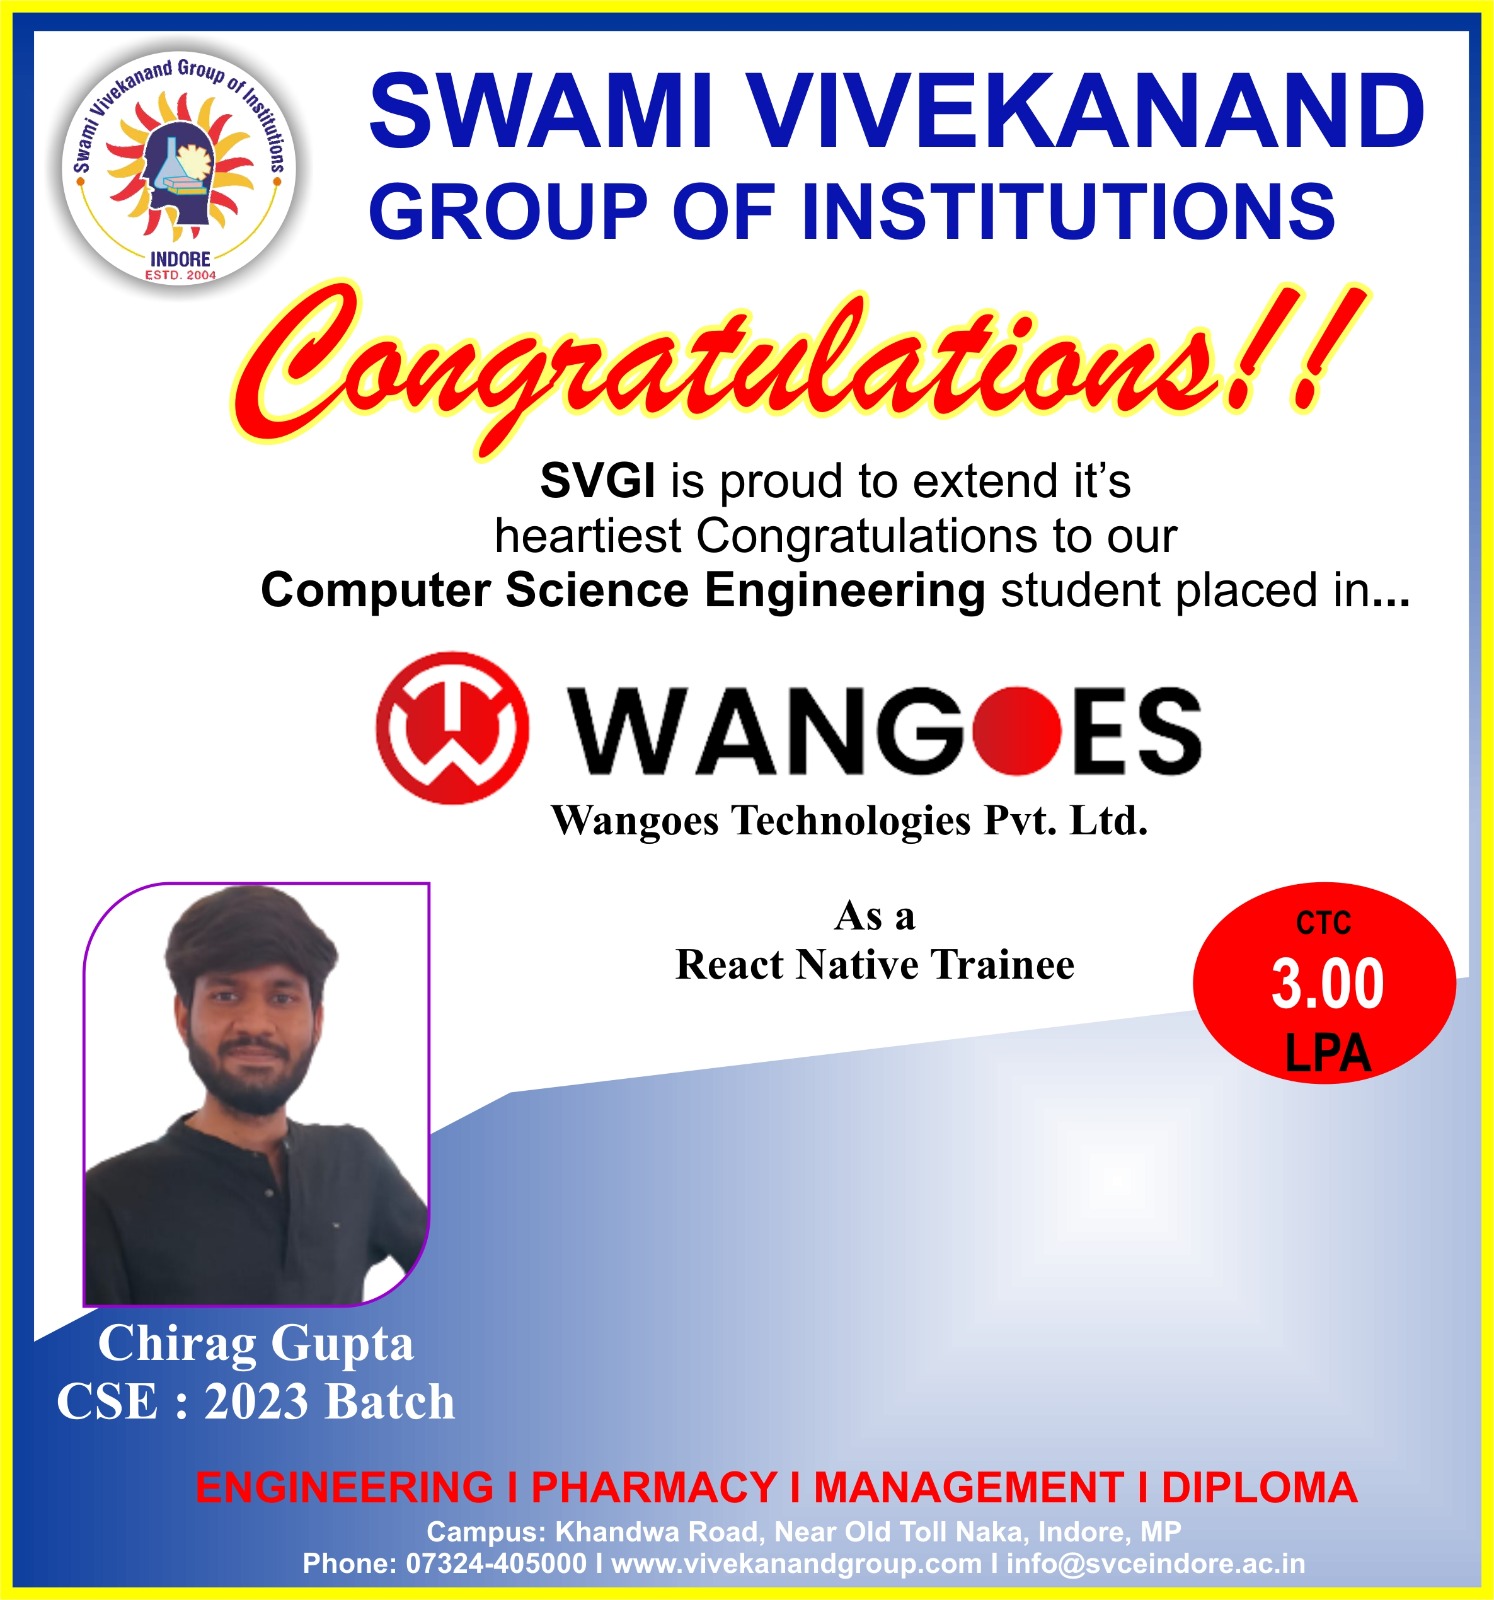 Swami Vivekanand Group of Institutions
INDORE
ESTD. 2004
SWAMI VIVEKANAND
GROUP OF INSTITUTIONS
Congratulations!!
SVGI is proud to extend it’s
heartiest Congratulations to our
Computer Science Engineering student placed in...
WANGOES
Wangoes Technologies Pvt. Ltd.
As a
React Native Trainee
CTC
3.00
LPA
Chirag Gupta
CSE : 2023 Batch
ENGINEERING I PHARMACY I MANAGEMENT I DIPLOMA
Campus: Khandwa Road, Near Old Toll Naka, Indore, MP
Phone: 07324-405000 I www.vivekanandgroup.com I info@svceindore.ac.in